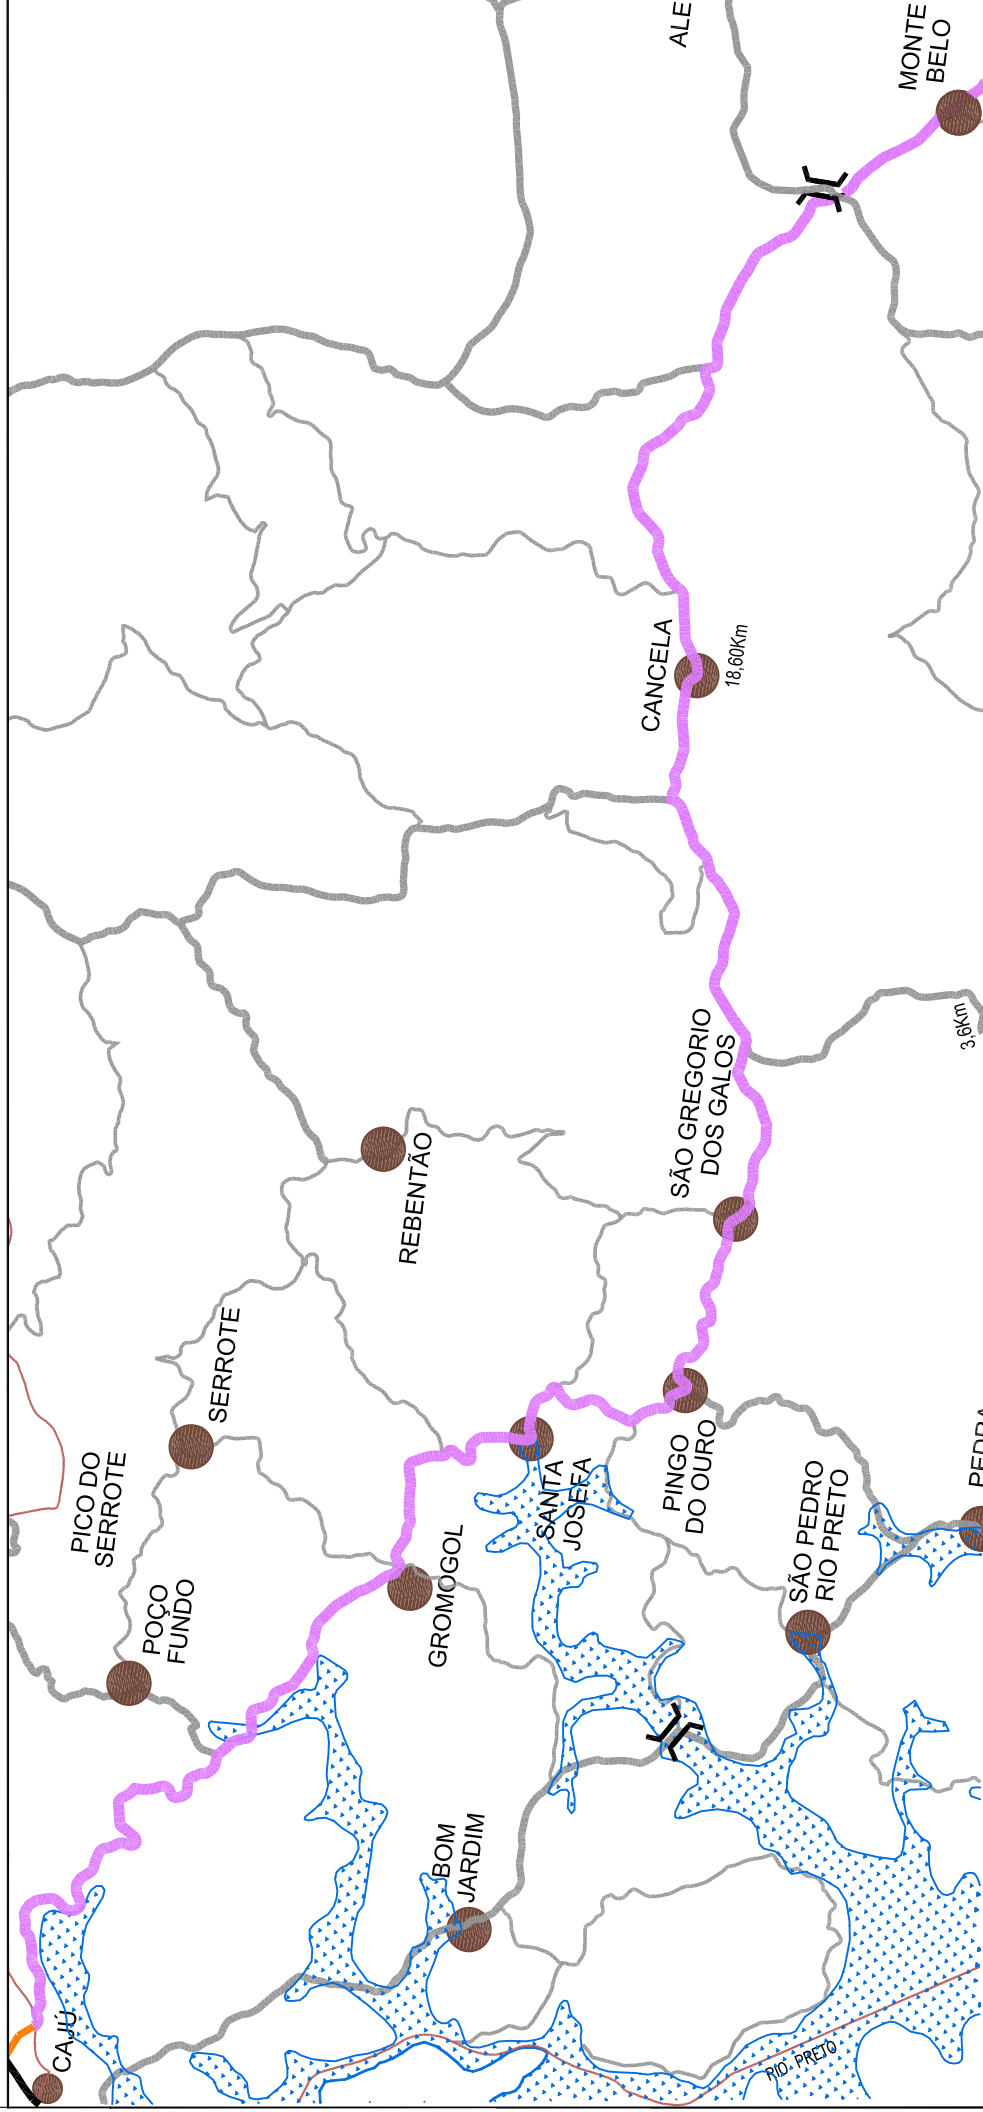 ALE
MONTE
BELO
CANCELA
18,60Km
SÃO GREGORIO
DOS GALOS
3,6Km
REBENTÃO
SERROTE
PICO DO
SERROTE
POÇO
FUNDO
GROMOGOL
SANTA
JOSEFA
PINGO
DO OURO
SÃO PEDRO
RIO PRETO
PEDRA
BOM
JARDIM
CAJÚ
RIO PRETO